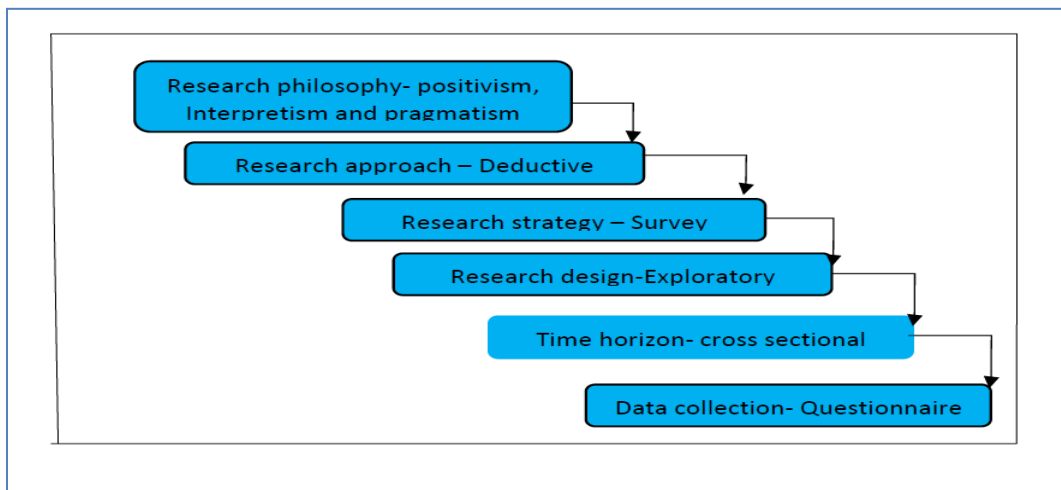 Research philosophy- positivism,
Interpretism and pragmatism
Research approach – Deductive
Research strategy – Survey
Research design-Exploratory
Time horizon- cross sectional
Data collection- Questionnaire